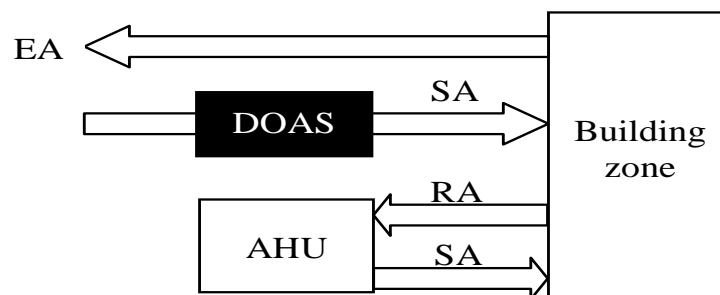 EA
SA
DOAS
Building
zone
RA
AHU
SA